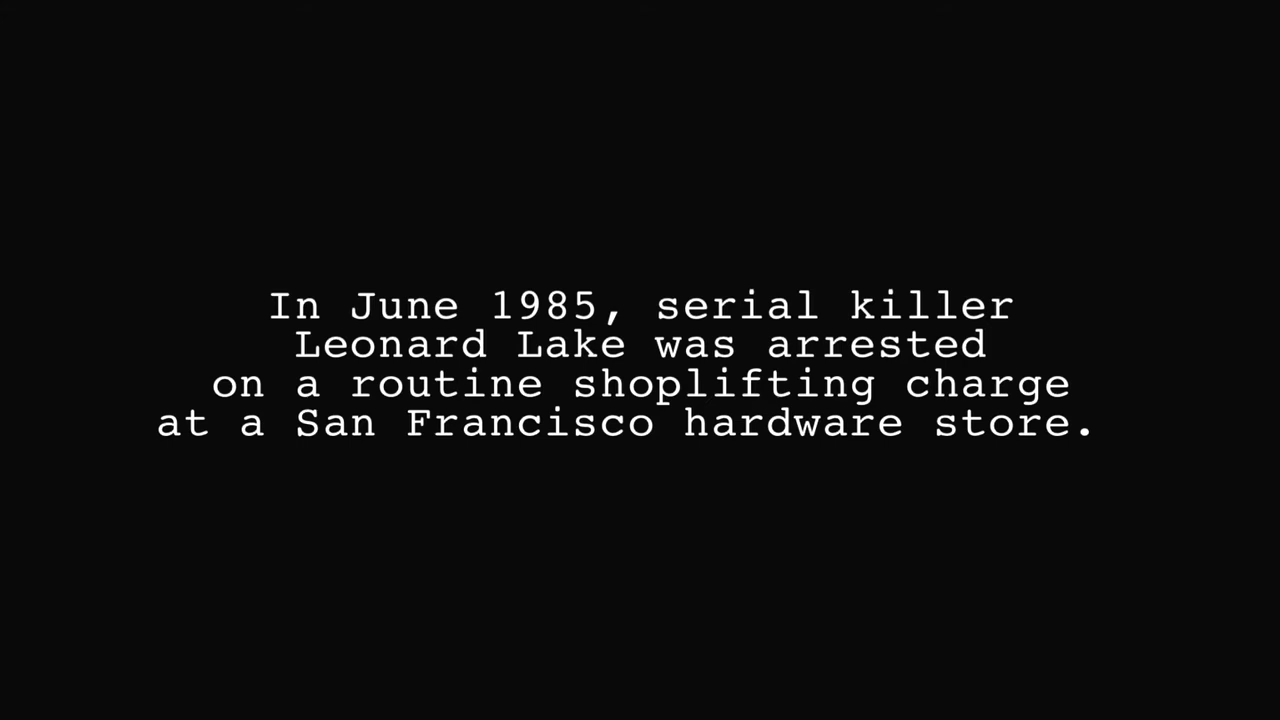 In June 1985, serial killer
Leonard Lake was arrested
on a routine shoplifting charge
at a San Francisco hardware store.